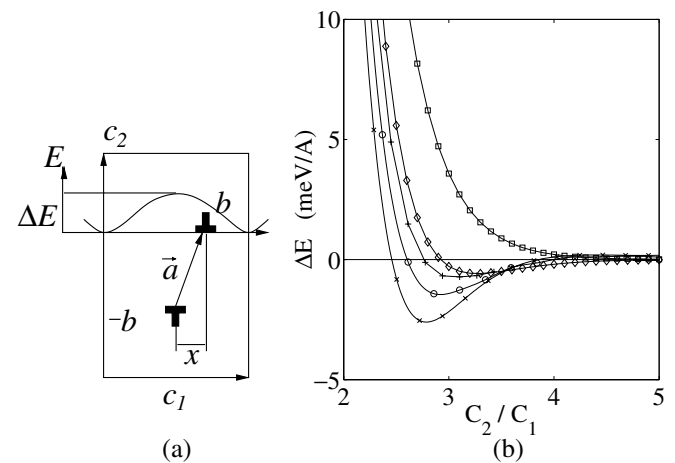 c₂
E
ΔE
b
a
−b
x
c₁
(a)
10
5
0
−5
ΔE (meV/A)
2
3
4
5
C₂ / C₁
(b)